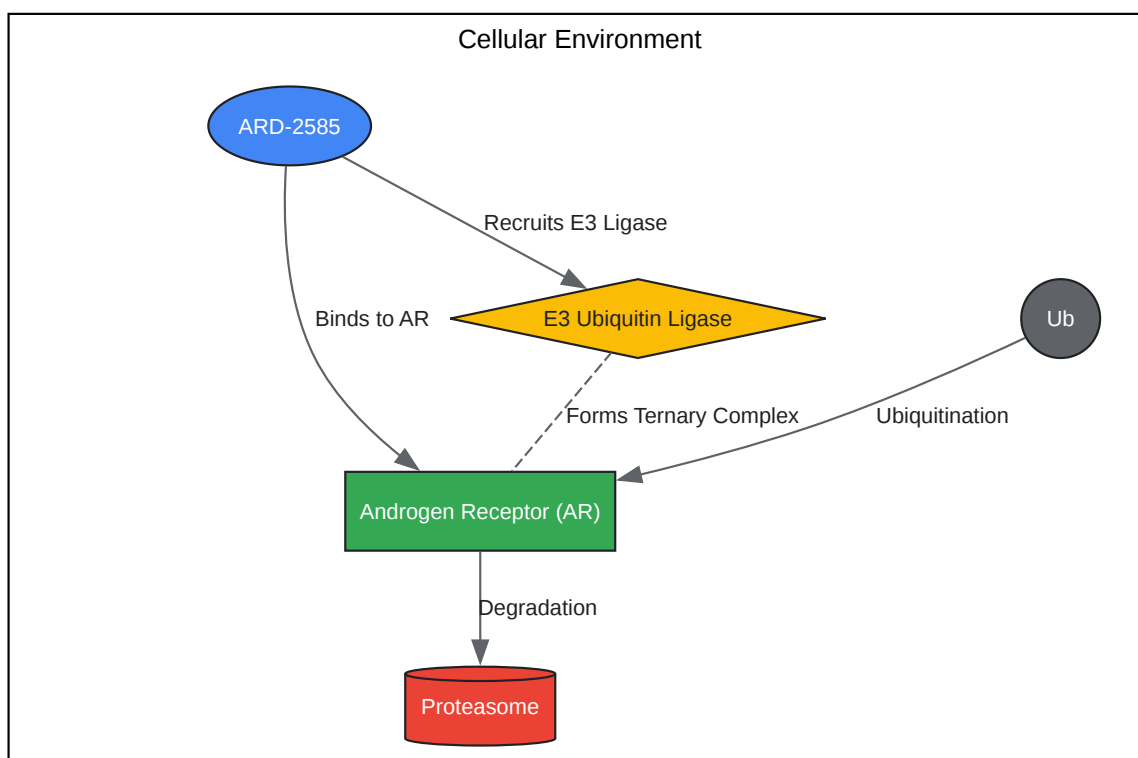 Cellular Environment
ARD-2585
Recruits E3 Ligase
Binds to AR
E3 Ubiquitin Ligase
Ub
Forms Ternary Complex
Ubiquitination
Androgen Receptor (AR)
Degradation
Proteasome